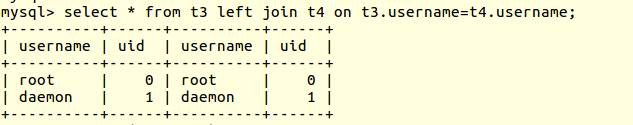 mysql> select * from t3 left join t4 on t3.username=t4.username;
+----------+------+----------+------+
| username | uid  | username | uid  |
+----------+------+----------+------+
| root     |    0 | root     |    0 |
| daemon   |    1 | daemon   |    1 |
+----------+------+----------+------+